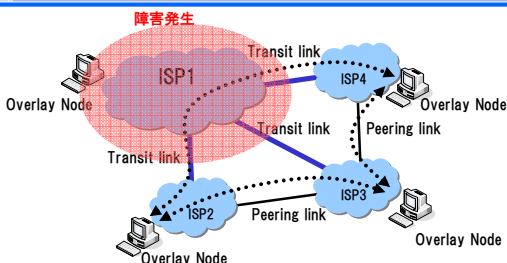 障害発生
Transit link
ISP1
ISP4
Overlay Node
Overlay Node
Transit link
Peering link
Transit link
ISP2
Peering link
ISP3
Overlay Node
Overlay Node